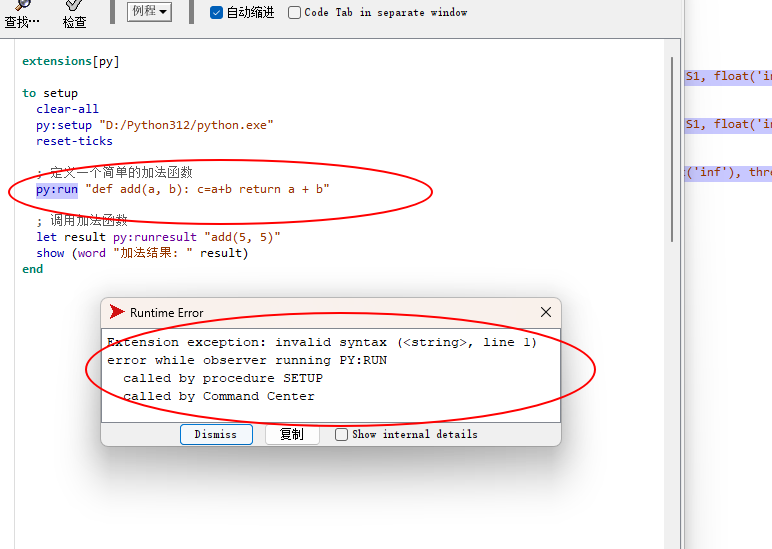 查找… 检查 例程 自动缩进 Code Tab in separate window
extensions[py]
to setup
clear-all
py:setup "D:/Python312/python.exe"
reset-ticks
; 定义一个简单的加法函数
py:run "def add(a, b): c=a+b return a + b"
; 调用加法函数
let result py:runresult "add(5, 5)"
show (word "加法结果: " result)
end
S1, float('in
S1, float('in
t('inf'), thre
Runtime Error
Extension exception: invalid syntax (<string>, line 1)
error while observer running PY:RUN
called by procedure SETUP
called by Command Center
Dismiss 复制 Show internal details